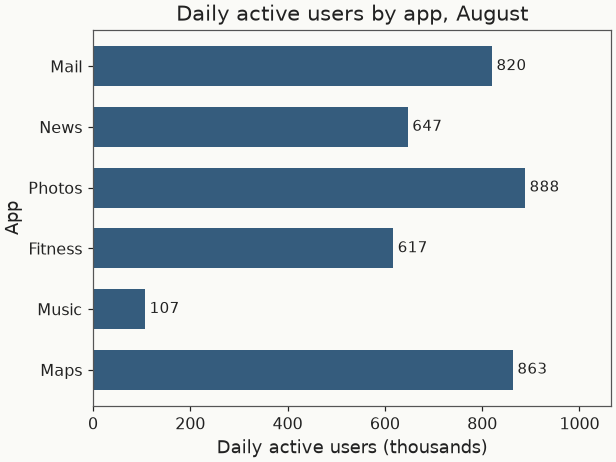 Daily active users by app, August
App
Mail 820
News 647
Photos 888
Fitness 617
Music 107
Maps 863
0 200 400 600 800 1000
Daily active users (thousands)